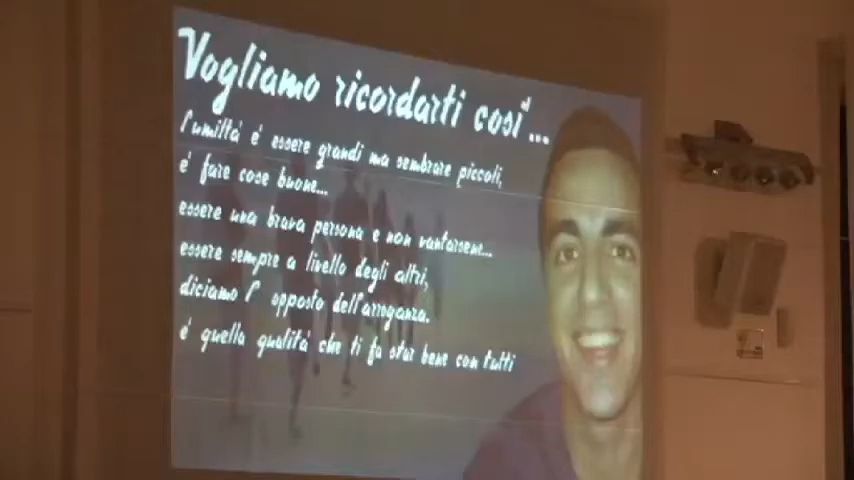 Vogliamo ricordarti così...
l'umiltà é essere grandi ma sembrare piccoli,
é fare cose buone...
essere una brava persona e non vantarsene...
essere sempre a livello degli altri,
diciamo l' opposto dell'arroganza.
é quella qualità che ti fa star bene con tutti